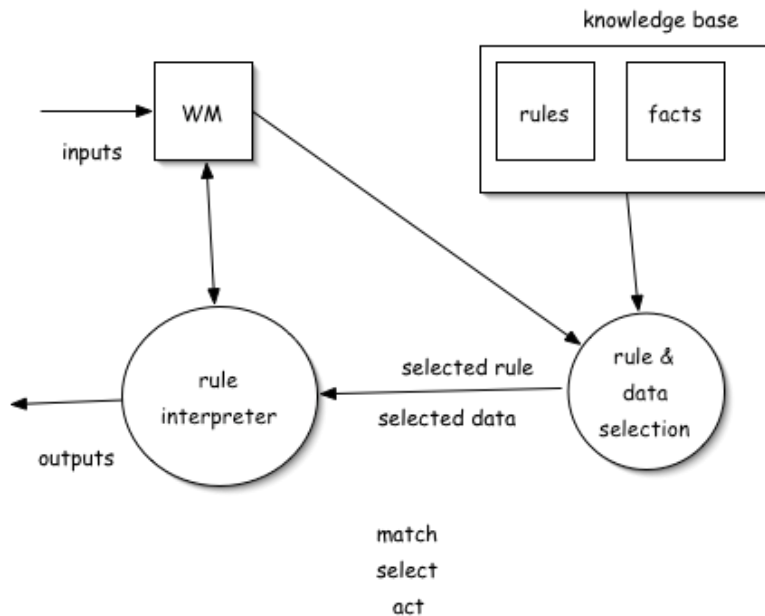 knowledge base
WM
rules
facts
inputs
rule
interpreter
selected rule
selected data
rule &
data
selection
outputs
match
select
act